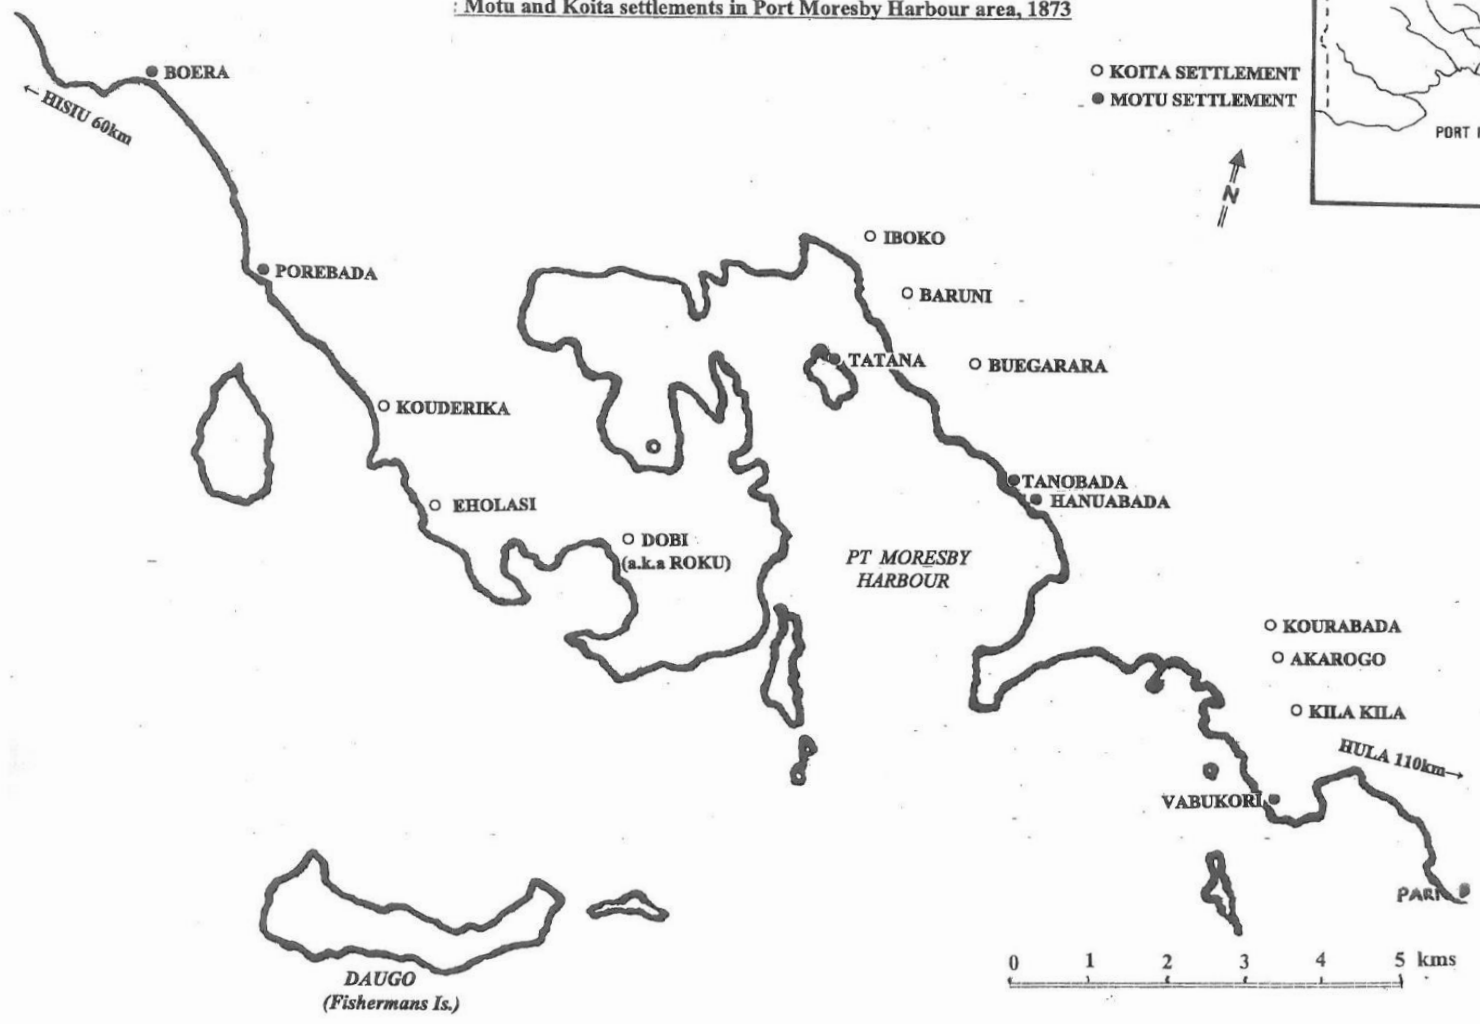 : Motu and Koita settlements in Port Moresby Harbour area, 1873
BOERA
← HISIU 60km
○ KOITA SETTLEMENT
● MOTU SETTLEMENT
PORT
N
IBOKO
POREBADA
BARUNI
TATANA
BUEGARARA
KOUDERIKA
TANOBADA
HANUABADA
EHOLASI
DOBI
(a.k.a ROKU)
PT MORESBY
HARBOUR
KOURABADA
AKAROGO
KILA KILA
HULA 110km→
VABUKORI
PARI
DAUGO
(Fishermans Is.)
0 1 2 3 4 5 kms